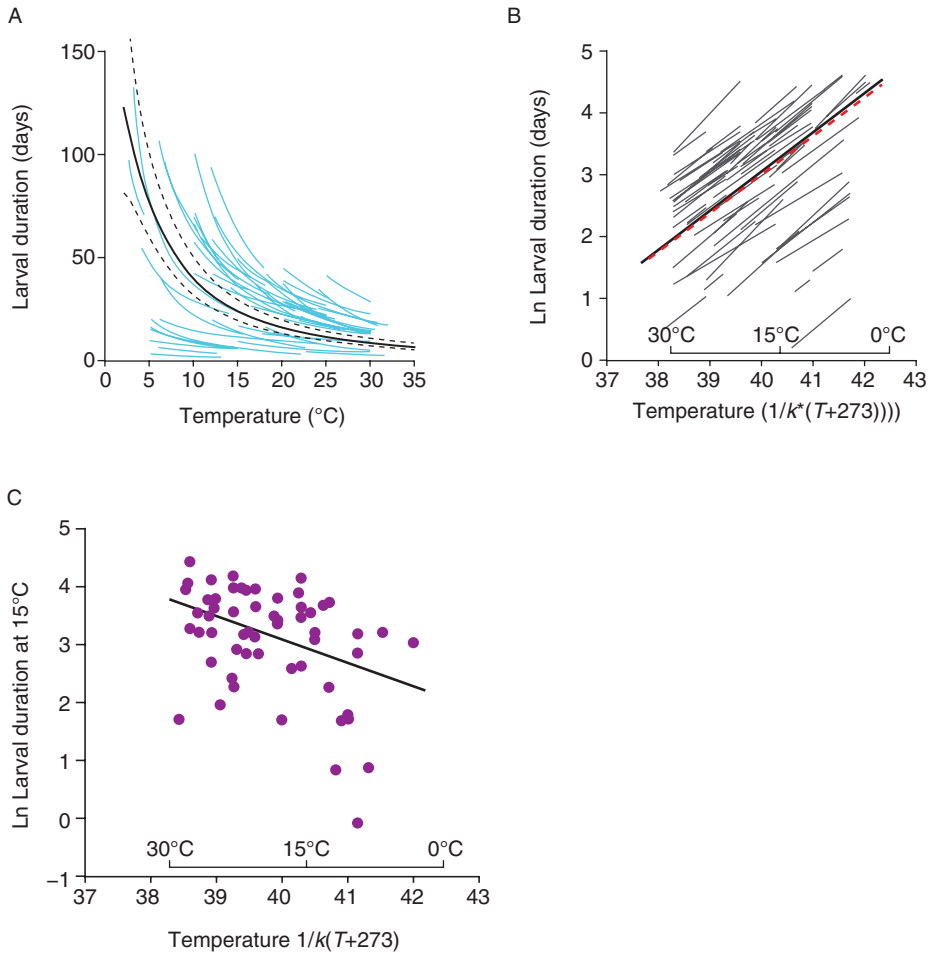 A
150
100
50
0
Larval duration (days)
0 5 10 15 20 25 30 35
Temperature (°C)
B
5
4
3
2
1
0
Ln Larval duration (days)
30°C 15°C 0°C
37 38 39 40 41 42 43
Temperature (1/k*(T+273))))
C
5
4
3
2
1
0
−1
Ln Larval duration at 15°C
30°C 15°C 0°C
37 38 39 40 41 42 43
Temperature 1/k(T+273)